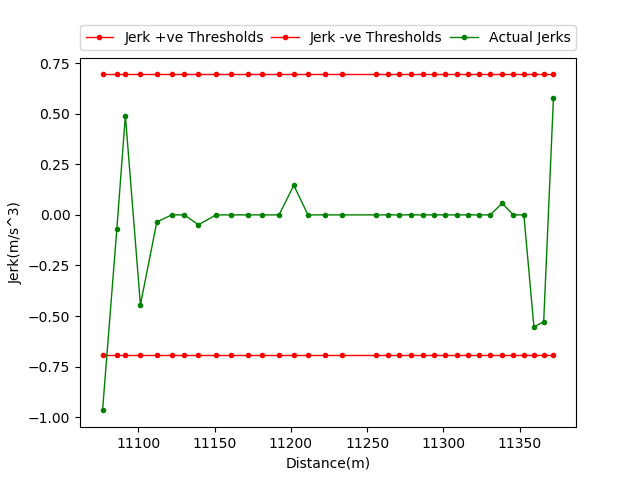 Jerk +ve Thresholds Jerk -ve Thresholds Actual Jerks
0.75
0.50
0.25
0.00
−0.25
−0.50
−0.75
−1.00
Jerk(m/s^3)
11100 11150 11200 11250 11300 11350
Distance(m)